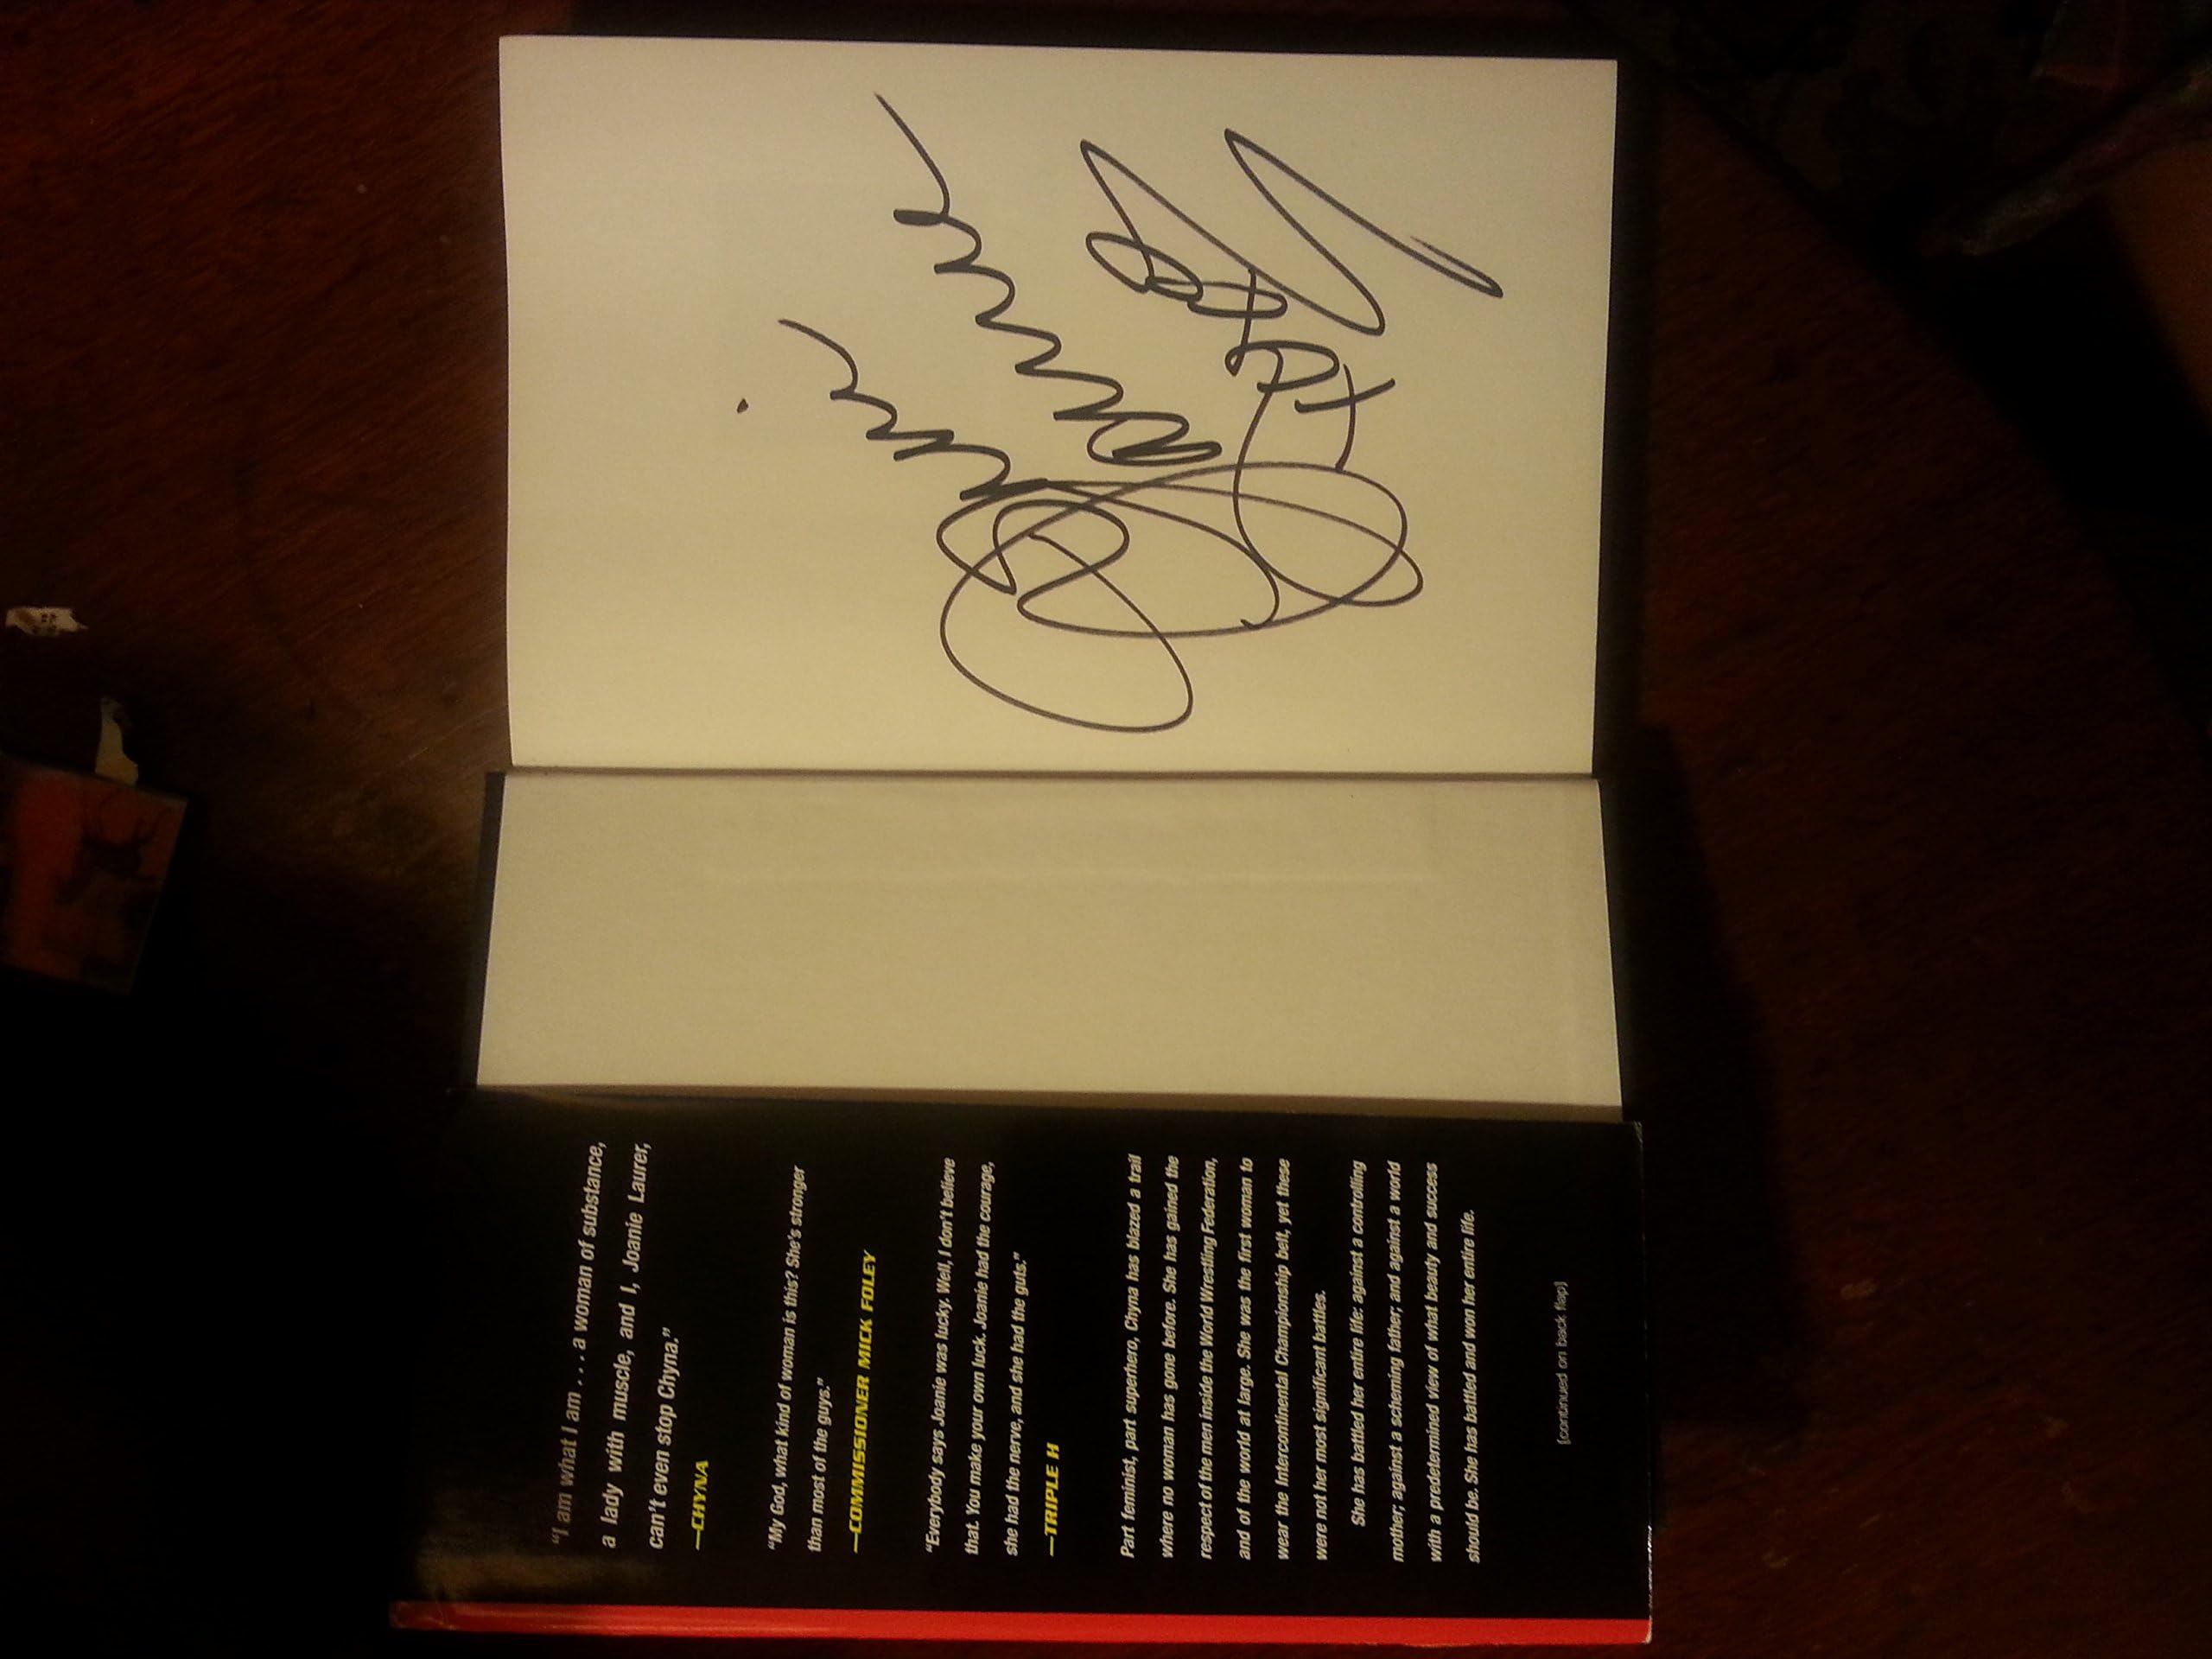 "I am what I am . . . a woman of substance,
a lady with muscle, and I, Joanie Laurer,
can't even stop Chyna."
—CHYNA
"My God, what kind of woman is this? She's stronger
than most of the guys."
—COMMISSIONER MICK FOLEY
"Everybody says Joanie was lucky. Well, I don't believe
that. You make your own luck. Joanie had the courage,
she had the nerve, and she had the guts."
—TRIPLE H
Part feminist, part superhero, Chyna has blazed a trail
where no woman has gone before. She has gained the
respect of the men inside the World Wrestling Federation,
and of the world at large. She was the first woman to
wear the Intercontinental Championship belt, yet these
were not her most significant battles.
She has battled her entire life: against a controlling
mother; against a scheming father; and against a world
with a predetermined view of what beauty and success
should be. She has battled and won her entire life.
[continued on back flap]